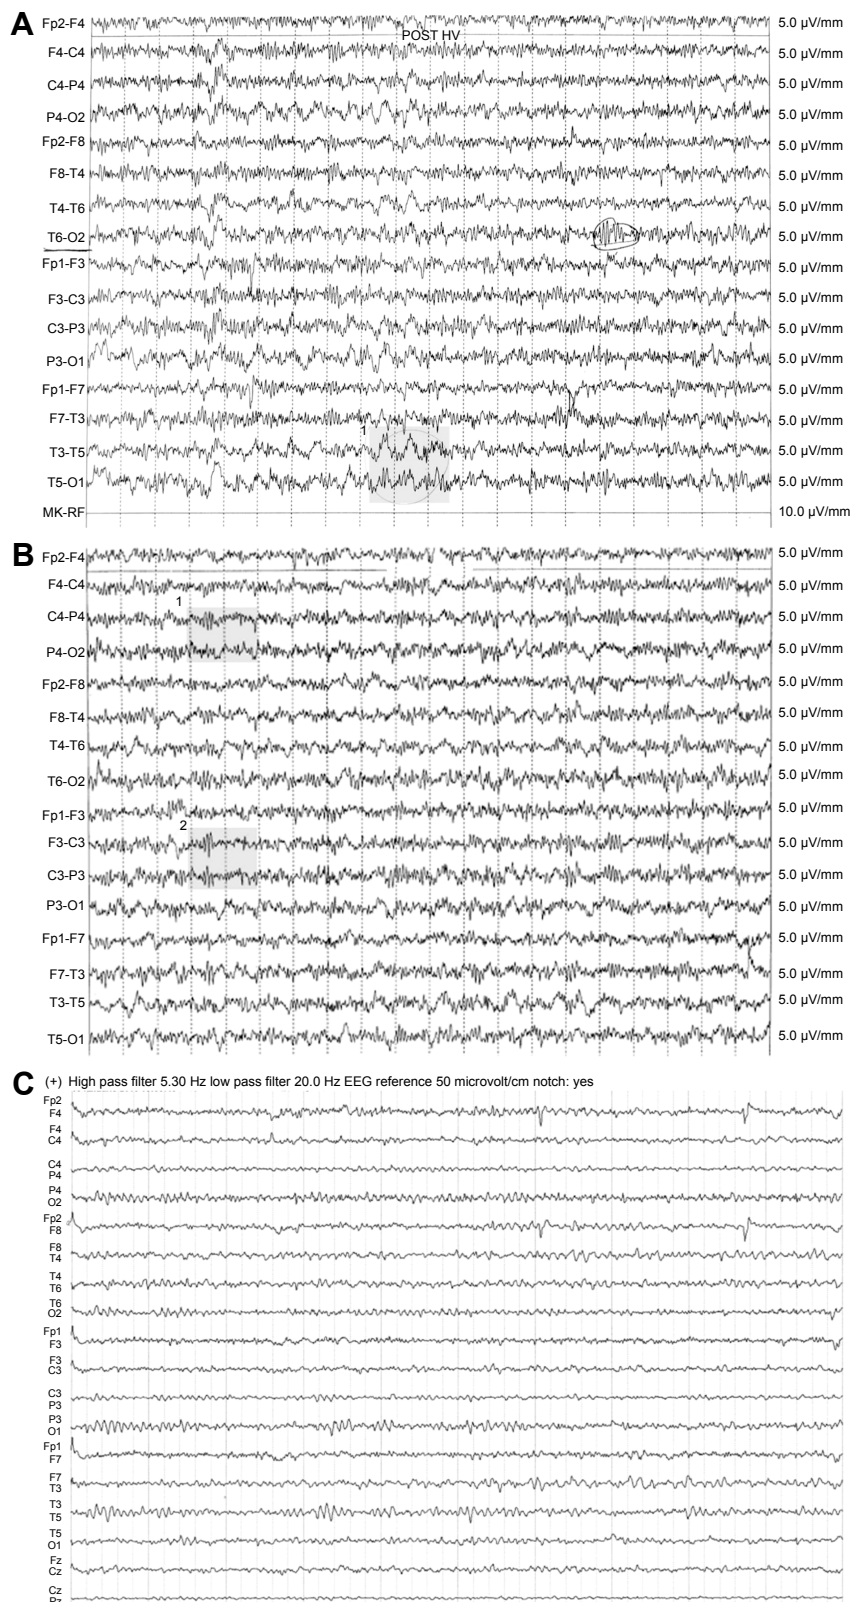 A
Fp2-F4 5.0 µV/mm
POST HV
F4-C4 5.0 µV/mm
C4-P4 5.0 µV/mm
P4-O2 5.0 µV/mm
Fp2-F8 5.0 µV/mm
F8-T4 5.0 µV/mm
T4-T6 5.0 µV/mm
T6-O2 5.0 µV/mm
Fp1-F3 5.0 µV/mm
F3-C3 5.0 µV/mm
C3-P3 5.0 µV/mm
P3-O1 5.0 µV/mm
Fp1-F7 5.0 µV/mm
F7-T3 5.0 µV/mm
1
T3-T5 5.0 µV/mm
T5-O1 5.0 µV/mm
MK-RF 10.0 µV/mm
B
Fp2-F4 5.0 µV/mm
F4-C4 5.0 µV/mm
1
C4-P4 5.0 µV/mm
P4-O2 5.0 µV/mm
Fp2-F8 5.0 µV/mm
F8-T4 5.0 µV/mm
T4-T6 5.0 µV/mm
T6-O2 5.0 µV/mm
Fp1-F3 5.0 µV/mm
2
F3-C3 5.0 µV/mm
C3-P3 5.0 µV/mm
P3-O1 5.0 µV/mm
Fp1-F7 5.0 µV/mm
F7-T3 5.0 µV/mm
T3-T5 5.0 µV/mm
T5-O1 5.0 µV/mm
C (+) High pass filter 5.30 Hz low pass filter 20.0 Hz EEG reference 50 microvolt/cm notch: yes
Fp2
F4
F4
C4
C4
P4
P4
O2
Fp2
F8
F8
T4
T4
T6
T6
O2
Fp1
F3
F3
C3
C3
P3
P3
O1
Fp1
F7
F7
T3
T3
T5
T5
O1
Fz
Cz
Cz
Pz